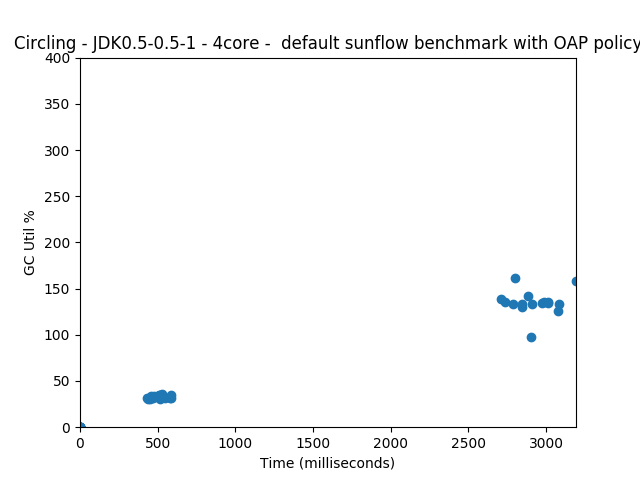 Circling - JDK0.5-0.5-1 - 4core -  default sunflow benchmark with OAP policy
400
350
300
250
200
150
100
50
0
GC Util %
0 500 1000 1500 2000 2500 3000
Time (milliseconds)